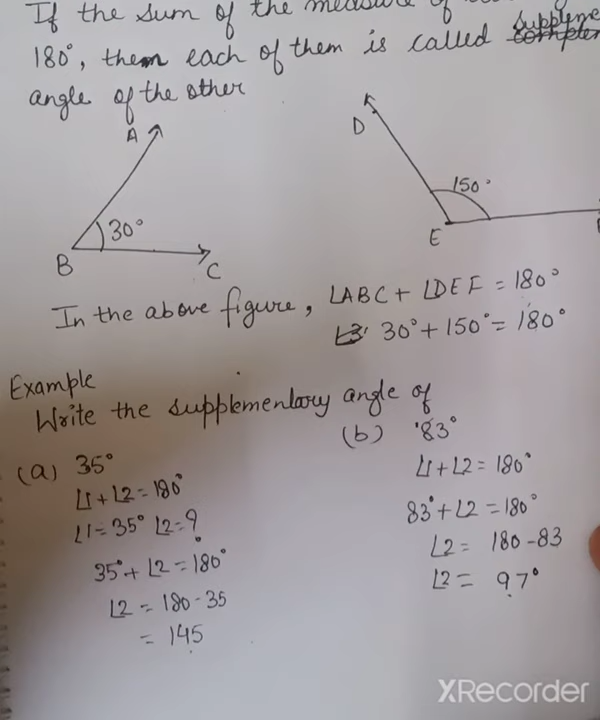 If the sum of the measure of
180°, then each of them is called suppleme
angle of the other
A
30°
B
C
D
150°
E
In the above figure, ∠ABC + ∠DEF = 180°
30° + 150° = 180°
Example
Write the supplementary angle of
(a) 35°
∠1 + ∠2 = 180°
∠1 = 35° ∠2 = ?
35° + ∠2 = 180°
∠2 = 180 - 35
= 145
(b) 83°
∠1 + ∠2 = 180°
83° + ∠2 = 180°
∠2 = 180 - 83
∠2 = 97°
XRecorder